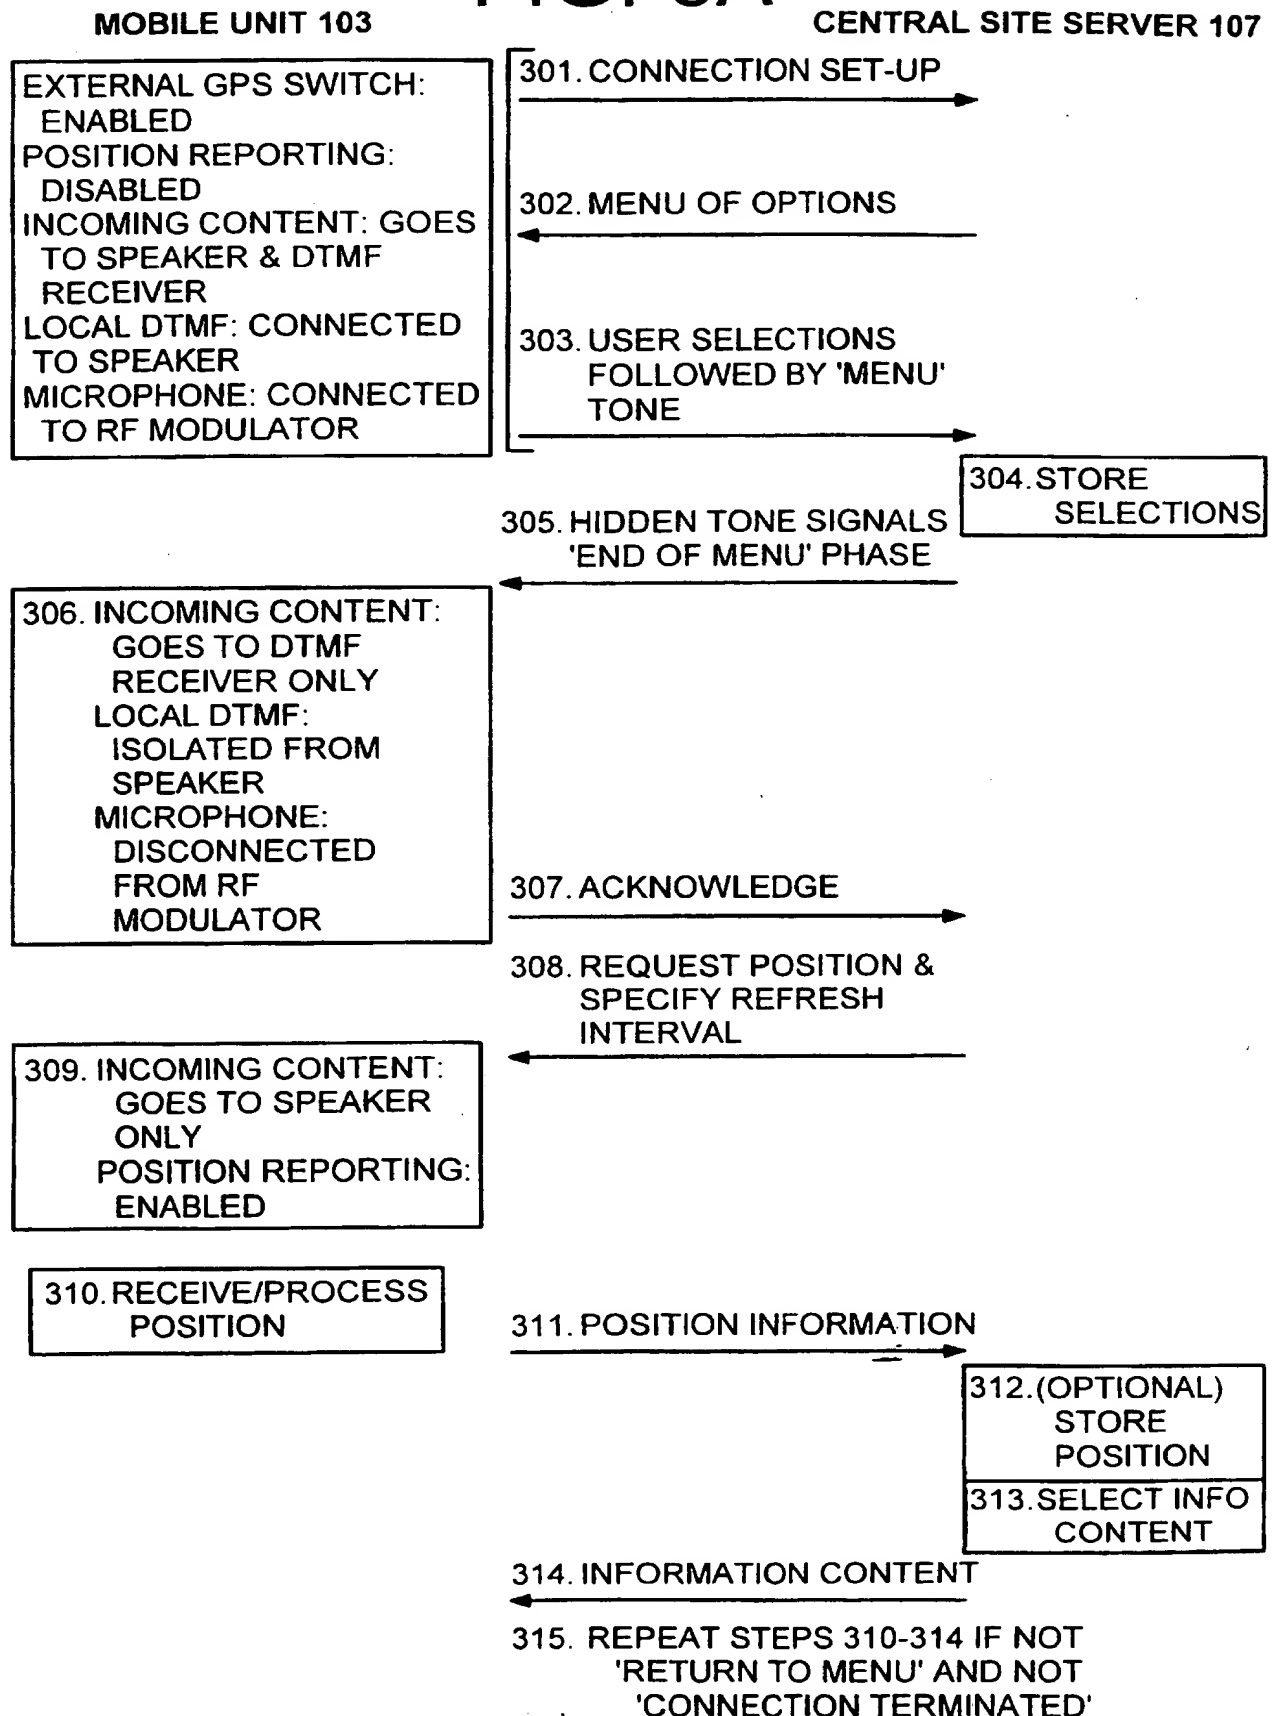 MOBILE UNIT 103
CENTRAL SITE SERVER 107
EXTERNAL GPS SWITCH:
ENABLED
POSITION REPORTING:
DISABLED
INCOMING CONTENT: GOES
TO SPEAKER & DTMF
RECEIVER
LOCAL DTMF: CONNECTED
TO SPEAKER
MICROPHONE: CONNECTED
TO RF MODULATOR
301. CONNECTION SET-UP
302. MENU OF OPTIONS
303. USER SELECTIONS
FOLLOWED BY 'MENU'
TONE
304. STORE
SELECTIONS
305. HIDDEN TONE SIGNALS
'END OF MENU' PHASE
306. INCOMING CONTENT:
GOES TO DTMF
RECEIVER ONLY
LOCAL DTMF:
ISOLATED FROM
SPEAKER
MICROPHONE:
DISCONNECTED
FROM RF
MODULATOR
307. ACKNOWLEDGE
308. REQUEST POSITION &
SPECIFY REFRESH
INTERVAL
309. INCOMING CONTENT:
GOES TO SPEAKER
ONLY
POSITION REPORTING:
ENABLED
310. RECEIVE/PROCESS
POSITION
311. POSITION INFORMATION
312. (OPTIONAL)
STORE
POSITION
313. SELECT INFO
CONTENT
314. INFORMATION CONTENT
315. REPEAT STEPS 310-314 IF NOT
'RETURN TO MENU' AND NOT
'CONNECTION TERMINATED'